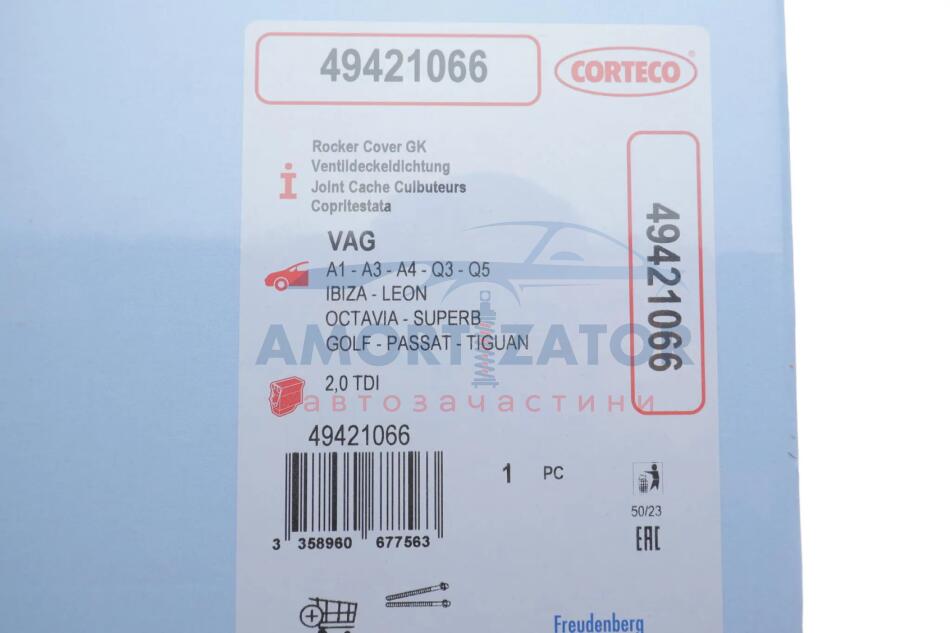 49421066
CORTECO®
Rocker Cover GK
Ventildeckeldichtung
Joint Cache Culbuteurs
Copritestata
49421066
VAG
A1 - A3 - A4 - Q3 - Q5
IBIZA - LEON
OCTAVIA - SUPERB
GOLF - PASSAT - TIGUAN
AMORTIZATOR
2,0 TDI
автозачастини
49421066
1 PC
50/23
EAC
3 358960 677563
Freudenberg